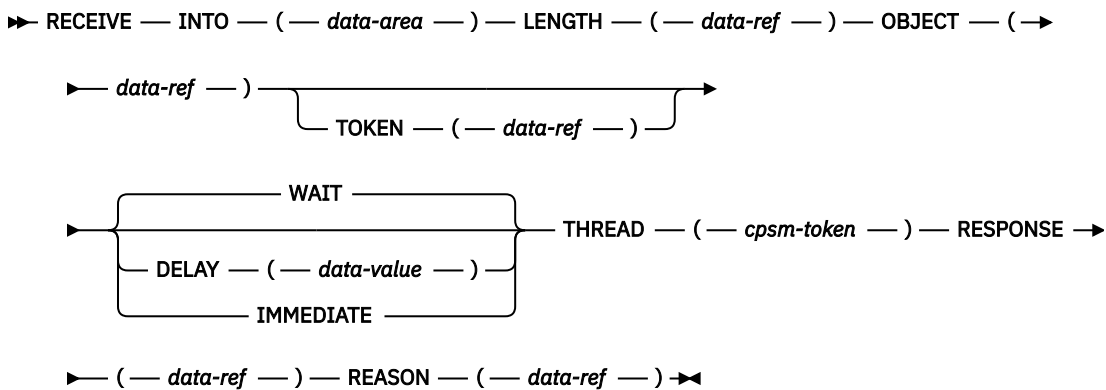 RECEIVE INTO ( data-area ) LENGTH ( data-ref ) OBJECT (
data-ref )
TOKEN ( data-ref )
WAIT
THREAD ( cpsm-token ) RESPONSE
DELAY ( data-value )
IMMEDIATE
( data-ref ) REASON ( data-ref )